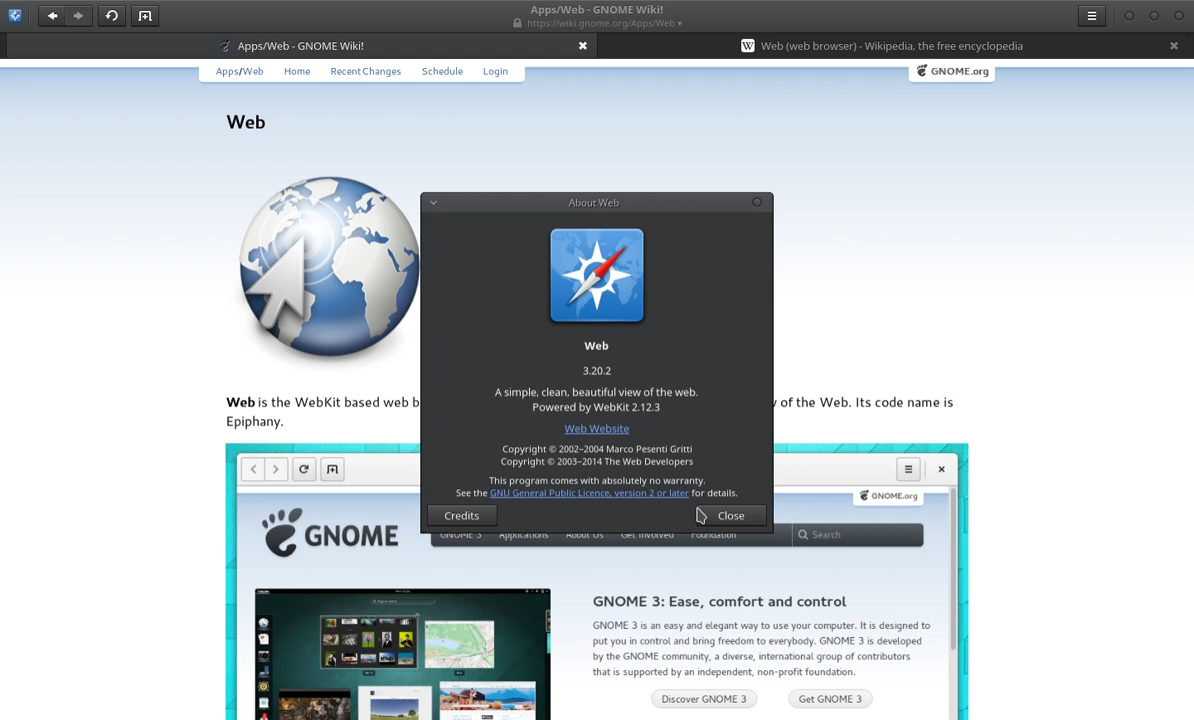 Apps/Web - GNOME Wiki!
https://wiki.gnome.org/Apps/Web
Apps/Web - GNOME Wiki!
W Web (web browser) - Wikipedia, the free encyclopedia
Apps/Web Home RecentChanges Schedule Login
GNOME.org
Web
About Web
Web
3.20.2
A simple, clean, beautiful view of the web.
Powered by WebKit 2.12.3
Web Website
Copyright © 2002–2004 Marco Pesenti Gritti
Copyright © 2003–2014 The Web Developers
This program comes with absolutely no warranty.
See the GNU General Public Licence, version 2 or later for details.
Credits Close
Web is the WebKit based web b
of the Web. Its code name is
Epiphany.
GNOME.org
GNOME
GNOME 3 Applications About Us Get Involved Foundation
Search
GNOME 3: Ease, comfort and control
GNOME 3 is an easy and elegant way to use your computer. It is designed to
put you in control and bring freedom to everybody. GNOME 3 is developed
by the GNOME community, a diverse, international group of contributors
that is supported by an independent, non-profit foundation.
Discover GNOME 3 Get GNOME 3